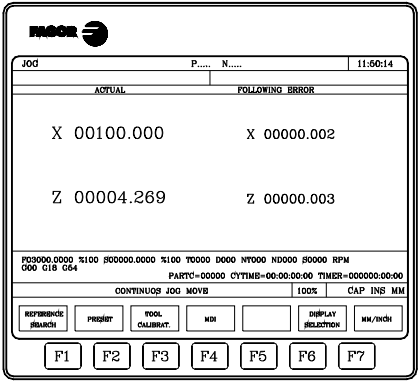 FAGOR
JOG P..... N..... 11:50:14
ACTUAL FOLLOWING ERROR
X 00100.000 X 00000.002
Z 00004.269 Z 00000.003
F03000.0000 %100 S00000.0000 %100 T0000 D000 NT000 ND000 S0000 RPM
G00 G18 G54
PARTC=00000 CYTIME=00:00:00:00 TIMER=000000:00:00
CONTINUOS JOG MOVE 100% CAP INS MM
REFERENCE SEARCH PRESET TOOL CALIBRAT. MDI DISPLAY SELECTION MM/INCH
F1 F2 F3 F4 F5 F6 F7